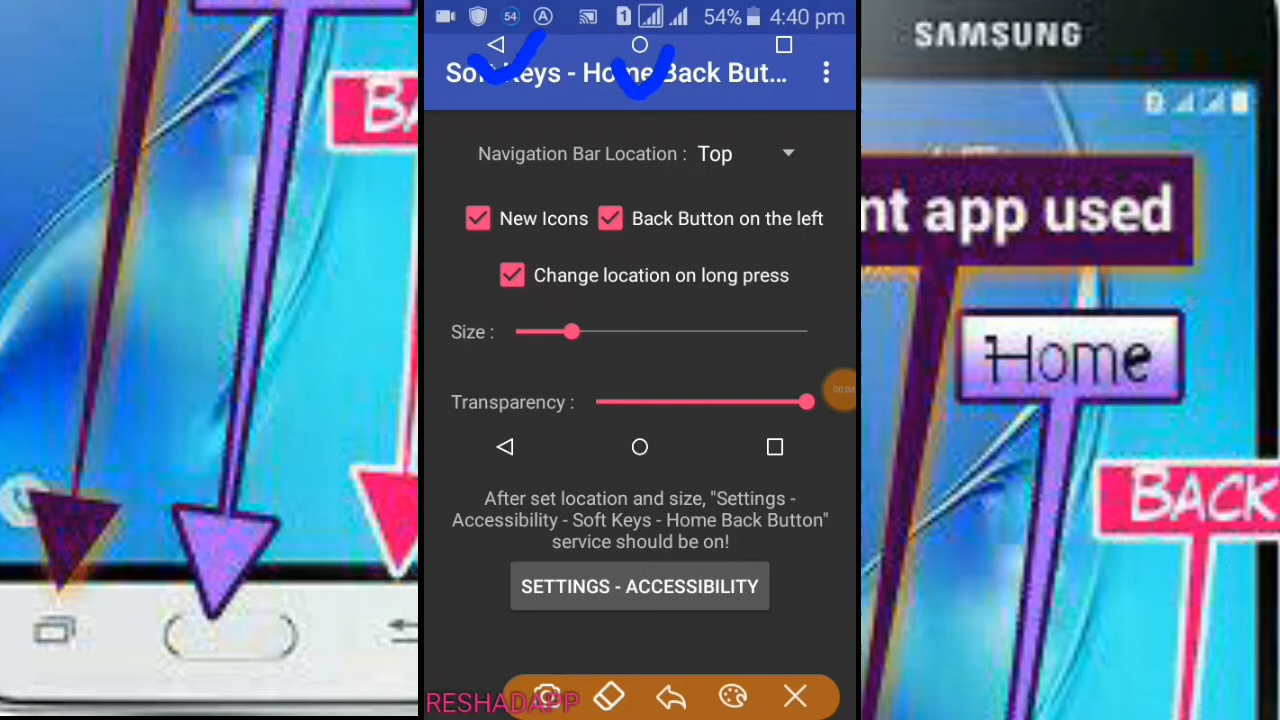 54
54% 4:40 pm
Soft Keys - Home Back But...
Navigation Bar Location : Top
New Icons
Back Button on the left
Change location on long press
Size :
Transparency :
After set location and size, "Settings -
Accessibility - Soft Keys - Home Back Button"
service should be on!
SETTINGS - ACCESSIBILITY
RESHADAPP
BA
SAMSUNG
nt app used
Home
BACK